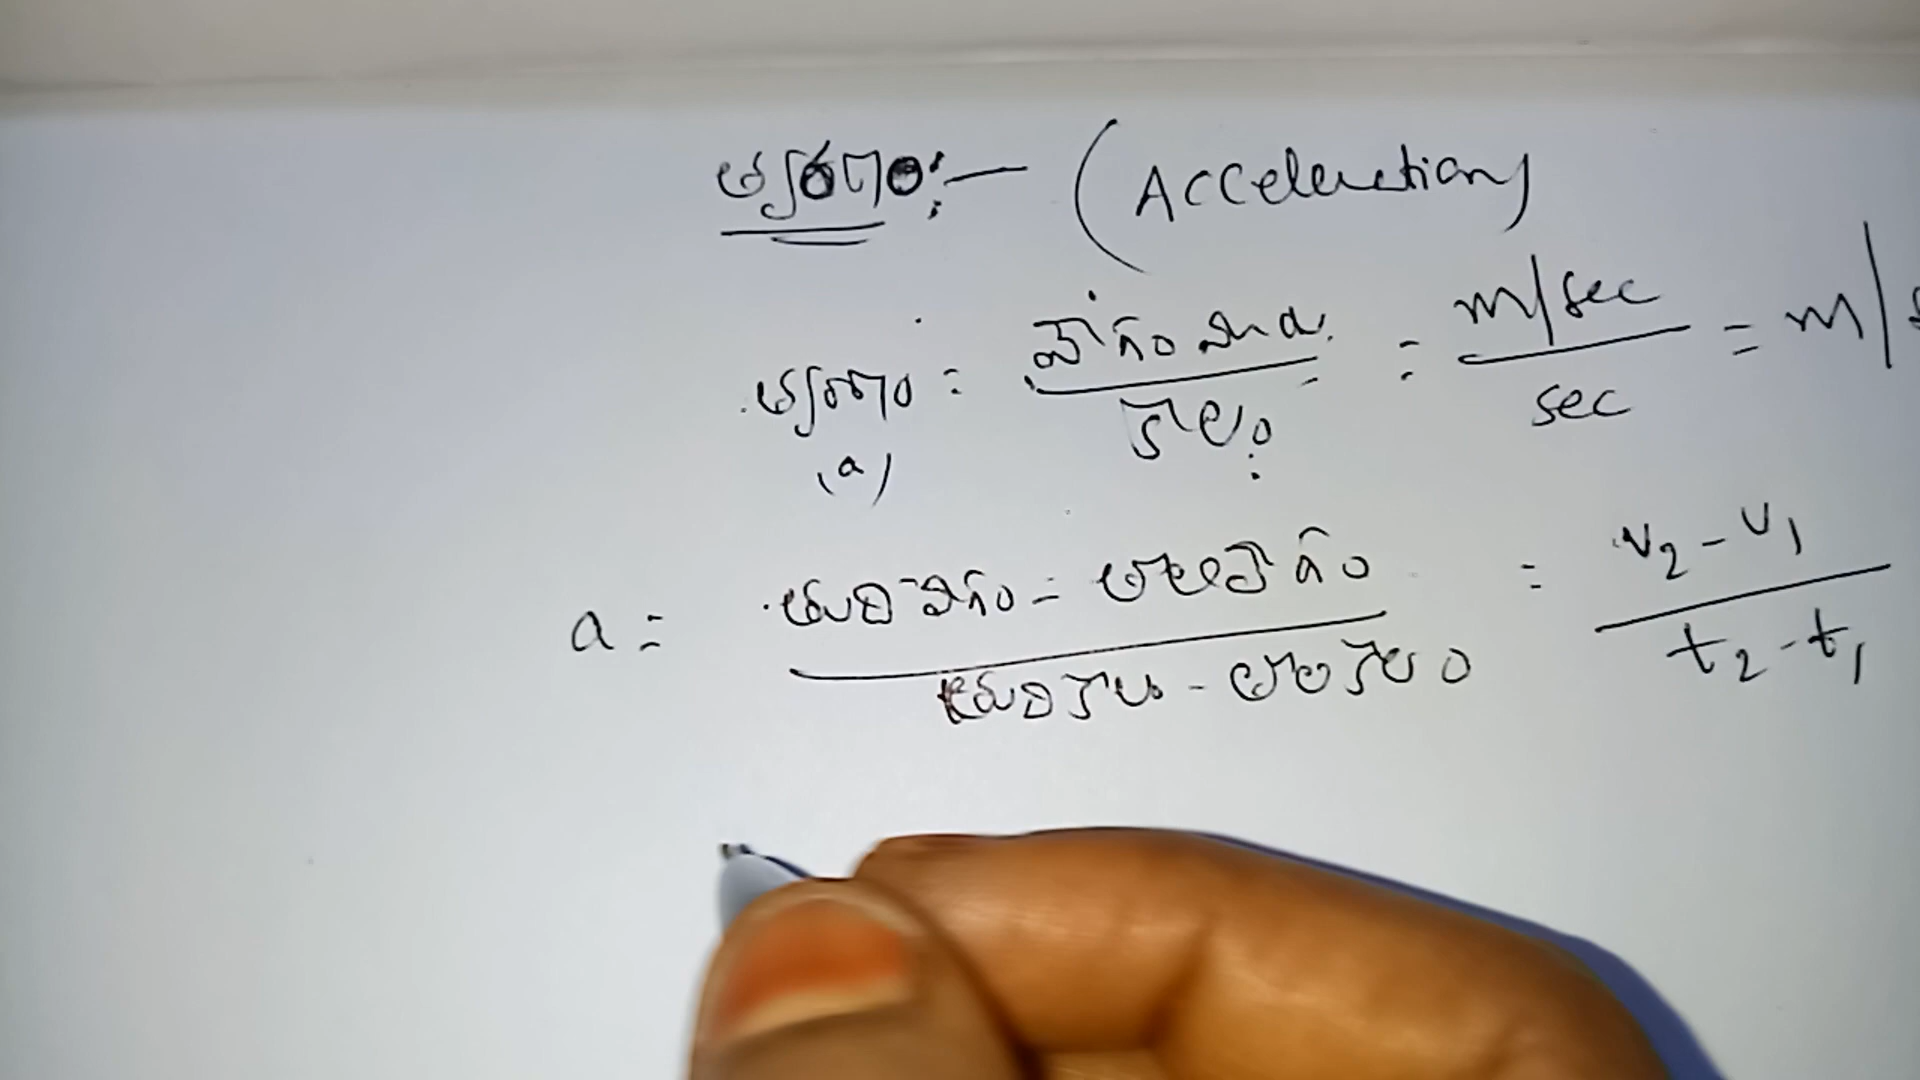 త్వరణం:— (Acceleration)
త్వరణం = వేగం మార్పు / కాలం = m/sec / sec = m/s
(a)
a = తుది వేగం - తొలి వేగం / తుది కాలం - తొలి కాలం = v2 - v1 / t2 - t1